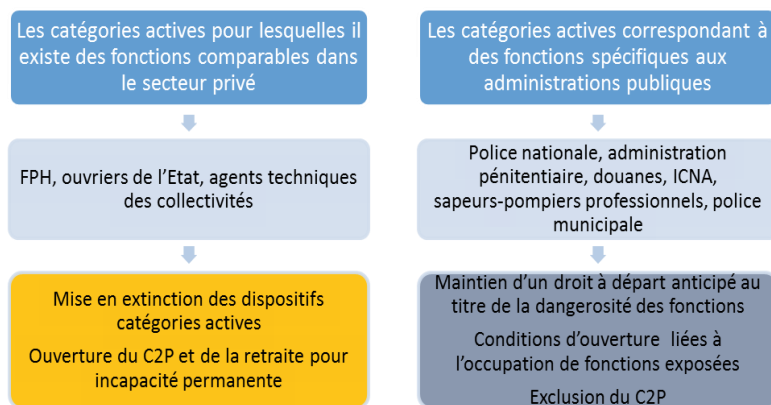 Les catégories actives pour lesquelles il
existe des fonctions comparables dans
le secteur privé
FPH, ouvriers de l'Etat, agents techniques
des collectivités
Mise en extinction des dispositifs
catégories actives
Ouverture du C2P et de la retraite pour
incapacité permanente
Les catégories actives correspondant à
des fonctions spécifiques aux
administrations publiques
Police nationale, administration
pénitentiaire, douanes, ICNA,
sapeurs-pompiers professionnels, police
municipale
Maintien d'un droit à départ anticipé au
titre de la dangerosité des fonctions
Conditions d'ouverture liées à
l'occupation de fonctions exposées
Exclusion du C2P